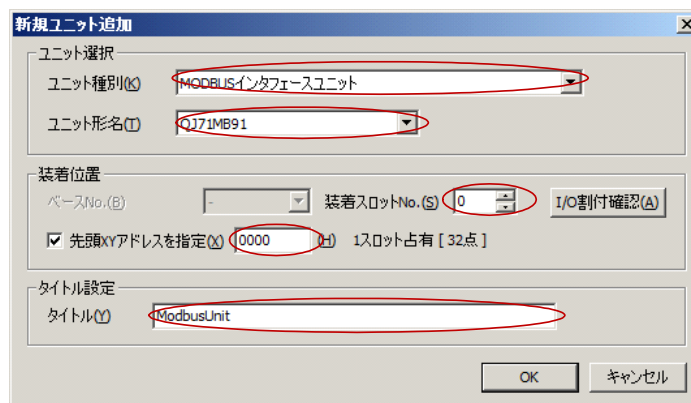 新規ユニット追加
ユニット選択
ユニット種別(K) MODBUSインタフェースユニット
ユニット形名(T) QJ71MB91
装着位置
ベースNo.(B) - 装着スロットNo.(S) 0 I/O割付確認(A)
先頭XYアドレスを指定(X) 0000 (H) 1スロット占有 [ 32点 ]
タイトル設定
タイトル(Y) ModbusUnit
OK キャンセル